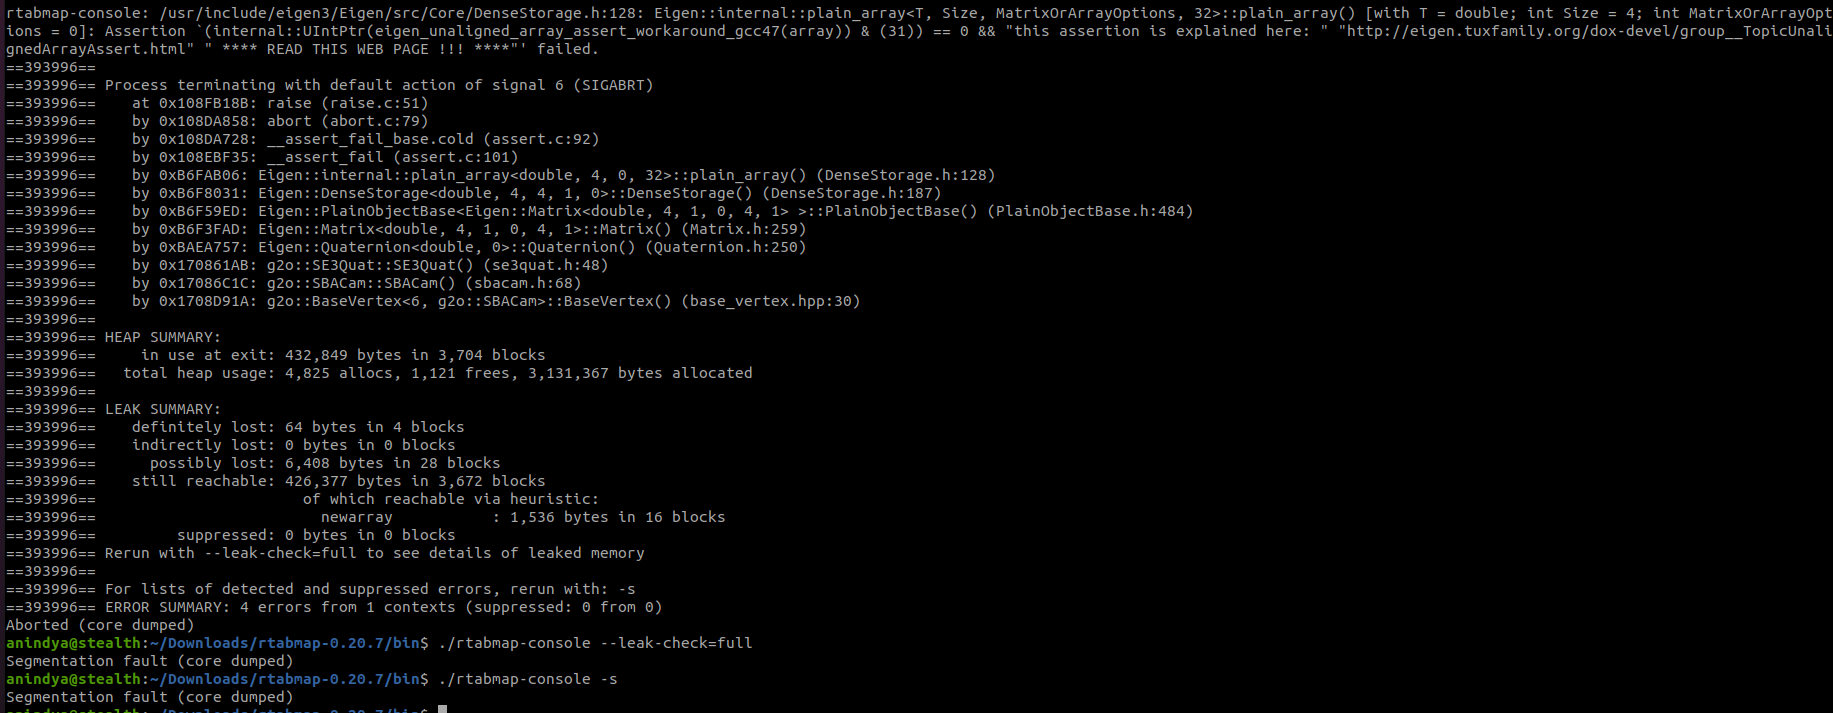 rtabmap-console: /usr/include/eigen3/Eigen/src/Core/DenseStorage.h:128: Eigen::internal::plain_array<T, Size, MatrixOrArrayOptions, 32>::plain_array() [with T = double; int Size = 4; int MatrixOrArrayOpt
ions = 0]: Assertion `(internal::UIntPtr(eigen_unaligned_array_assert_workaround_gcc47(array)) & (31)) == 0 && "this assertion is explained here: " "http://eigen.tuxfamily.org/dox-devel/group__TopicUnali
gnedArrayAssert.html" " **** READ THIS WEB PAGE !!! ****"' failed.
==393996==
==393996== Process terminating with default action of signal 6 (SIGABRT)
==393996==    at 0x108FB18B: raise (raise.c:51)
==393996==    by 0x108DA858: abort (abort.c:79)
==393996==    by 0x108DA728: __assert_fail_base.cold (assert.c:92)
==393996==    by 0x108EBF35: __assert_fail (assert.c:101)
==393996==    by 0xB6FAB06: Eigen::internal::plain_array<double, 4, 0, 32>::plain_array() (DenseStorage.h:128)
==393996==    by 0xB6F8031: Eigen::DenseStorage<double, 4, 4, 1, 0>::DenseStorage() (DenseStorage.h:187)
==393996==    by 0xB6F59ED: Eigen::PlainObjectBase<Eigen::Matrix<double, 4, 1, 0, 4, 1> >::PlainObjectBase() (PlainObjectBase.h:484)
==393996==    by 0xB6F3FAD: Eigen::Matrix<double, 4, 1, 0, 4, 1>::Matrix() (Matrix.h:259)
==393996==    by 0xBAEA757: Eigen::Quaternion<double, 0>::Quaternion() (Quaternion.h:250)
==393996==    by 0x170861AB: g2o::SE3Quat::SE3Quat() (se3quat.h:48)
==393996==    by 0x17086C1C: g2o::SBACam::SBACam() (sbacam.h:68)
==393996==    by 0x1708D91A: g2o::BaseVertex<6, g2o::SBACam>::BaseVertex() (base_vertex.hpp:30)
==393996==
==393996== HEAP SUMMARY:
==393996==     in use at exit: 432,849 bytes in 3,704 blocks
==393996==   total heap usage: 4,825 allocs, 1,121 frees, 3,131,367 bytes allocated
==393996==
==393996== LEAK SUMMARY:
==393996==    definitely lost: 64 bytes in 4 blocks
==393996==    indirectly lost: 0 bytes in 0 blocks
==393996==      possibly lost: 6,408 bytes in 28 blocks
==393996==    still reachable: 426,377 bytes in 3,672 blocks
==393996==                       of which reachable via heuristic:
==393996==                         newarray           : 1,536 bytes in 16 blocks
==393996==         suppressed: 0 bytes in 0 blocks
==393996== Rerun with --leak-check=full to see details of leaked memory
==393996==
==393996== For lists of detected and suppressed errors, rerun with: -s
==393996== ERROR SUMMARY: 4 errors from 1 contexts (suppressed: 0 from 0)
Aborted (core dumped)
anindya@stealth:~/Downloads/rtabmap-0.20.7/bin$ ./rtabmap-console --leak-check=full
Segmentation fault (core dumped)
anindya@stealth:~/Downloads/rtabmap-0.20.7/bin$ ./rtabmap-console -s
Segmentation fault (core dumped)
anindya@stealth:~/Downloads/rtabmap-0.20.7/bin$